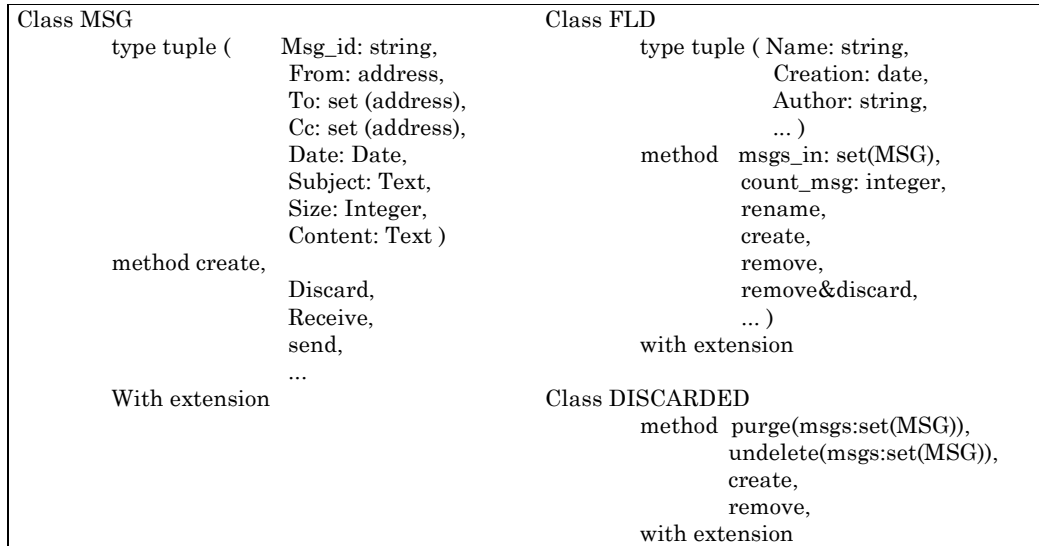 Class MSG
type tuple ( Msg_id: string,
From: address,
To: set (address),
Cc: set (address),
Date: Date,
Subject: Text,
Size: Integer,
Content: Text )
method create,
Discard,
Receive,
send,
...
With extension
Class FLD
type tuple ( Name: string,
Creation: date,
Author: string,
... )
method msgs_in: set(MSG),
count_msg: integer,
rename,
create,
remove,
remove&discard,
... )
with extension
Class DISCARDED
method purge(msgs:set(MSG)),
undelete(msgs:set(MSG)),
create,
remove,
with extension